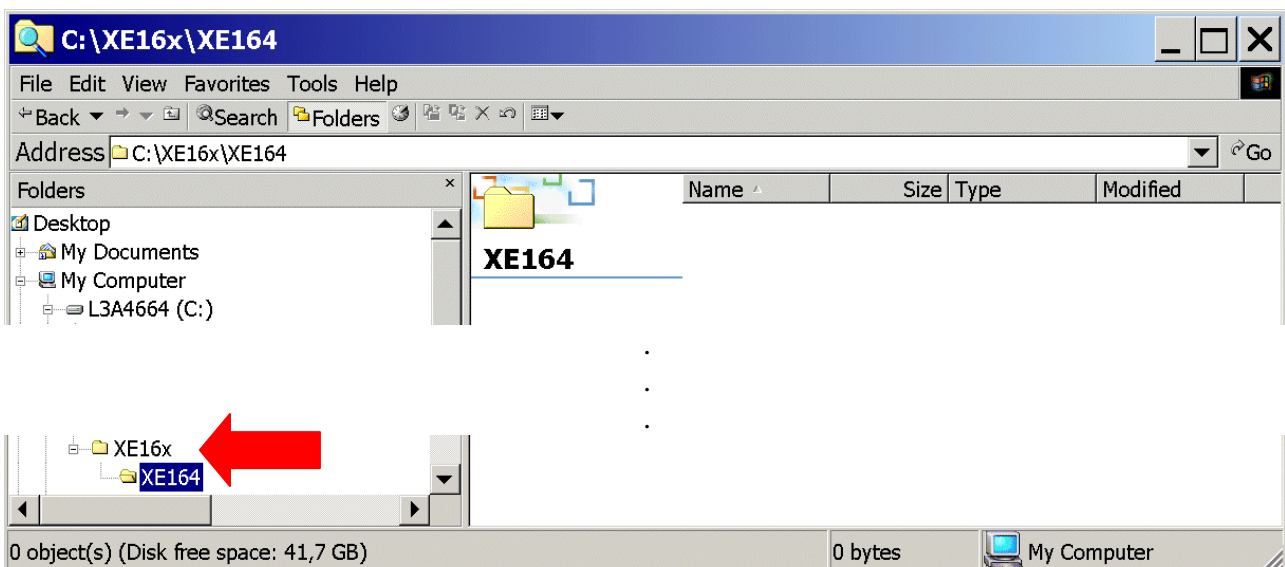 C:\XE16x\XE164
File Edit View Favorites Tools Help
Back Search Folders
Address C:\XE16x\XE164 Go
Folders × Name Size Type Modified
Desktop
My Documents
XE164
My Computer
L3A4664 (C:)
.
.
.
XE16x
XE164
0 object(s) (Disk free space: 41,7 GB) 0 bytes My Computer